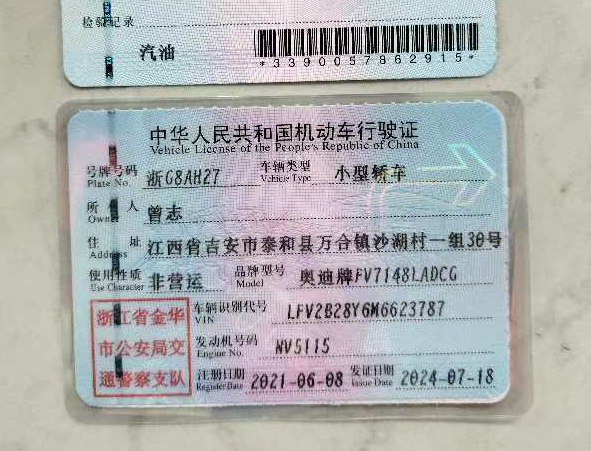 检验记录
汽油
*3390057862915*
中华人民共和国机动车行驶证
Vehicle License of the People's Republic of China
号牌号码 浙G8AH27 车辆类型 小型轿车
Plate No. Vehicle Type
所有人 曾志
Owner
住址 江西省吉安市泰和县万合镇沙湖村一组30号
Address
使用性质 非营运 品牌型号 奥迪牌FV7148LADCG
Use Character Model
浙江省金华
市公安局交
通警察支队
车辆识别代号 LFV2B28Y6M6623787
VIN
发动机号码 NV5115
Engine No.
注册日期 2021-06-08 发证日期 2024-07-18
Register Date Issue Date